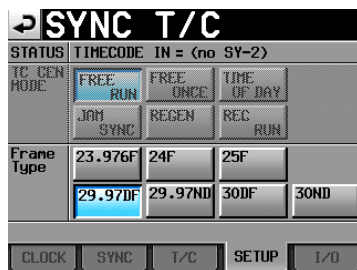 SYNC T/C
STATUS TIMECODE IN = (no SY-2)
TC GEN MODE
FREE RUN FREE ONCE TIME OF DAY
JAM SYNC REGEN REC RUN
Frame Type
23.976F 24F 25F
29.97DF 29.97ND 30DF 30ND
CLOCK SYNC T/C SETUP I/O